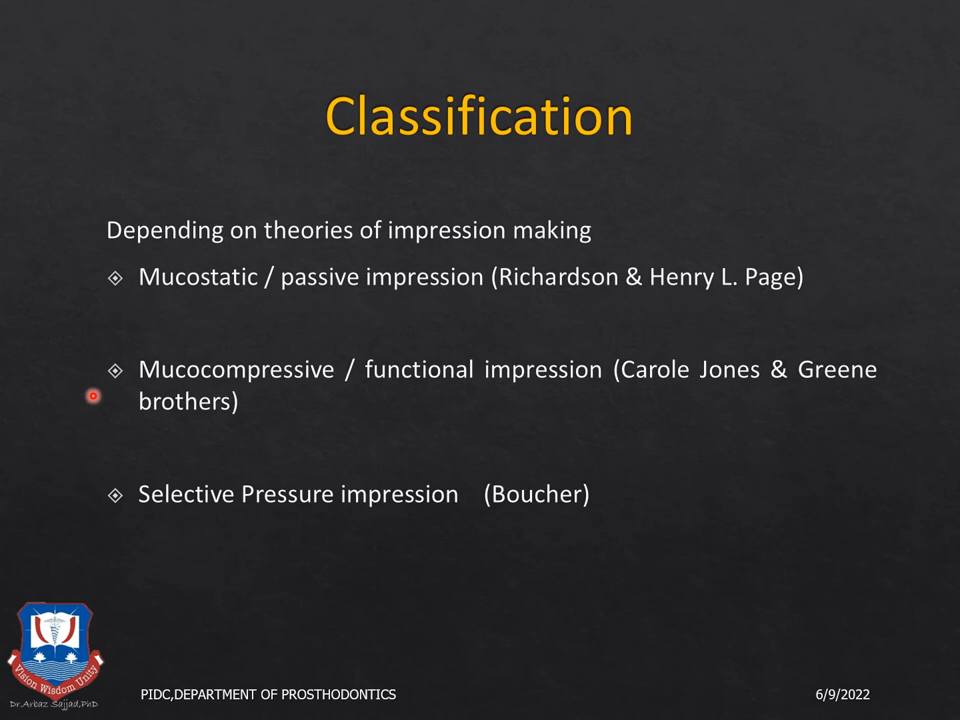 Classification
Depending on theories of impression making
Mucostatic / passive impression (Richardson & Henry L. Page)
Mucocompressive / functional impression (Carole Jones & Greene
brothers)
Selective Pressure impression (Boucher)
Vision Wisdom Unity
Dr.Arbaz Sajjad,PhD
PIDC,DEPARTMENT OF PROSTHODONTICS
6/9/2022